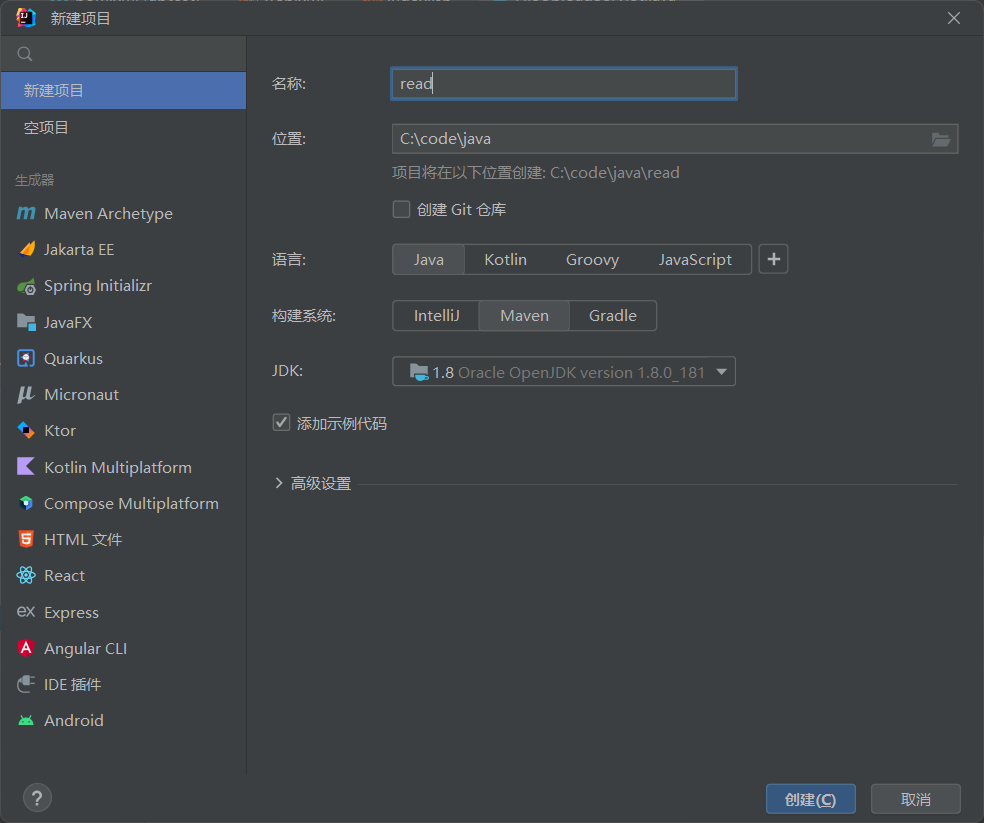 新建项目
新建项目
空项目
生成器
Maven Archetype
Jakarta EE
Spring Initializr
JavaFX
Quarkus
Micronaut
Ktor
Kotlin Multiplatform
Compose Multiplatform
HTML 文件
React
Express
Angular CLI
IDE 插件
Android
名称: read
位置: C:\code\java
项目将在以下位置创建: C:\code\java\read
创建 Git 仓库
语言: Java Kotlin Groovy JavaScript +
构建系统: IntelliJ Maven Gradle
JDK: 1.8 Oracle OpenJDK version 1.8.0_181
添加示例代码
高级设置
? 创建(C) 取消